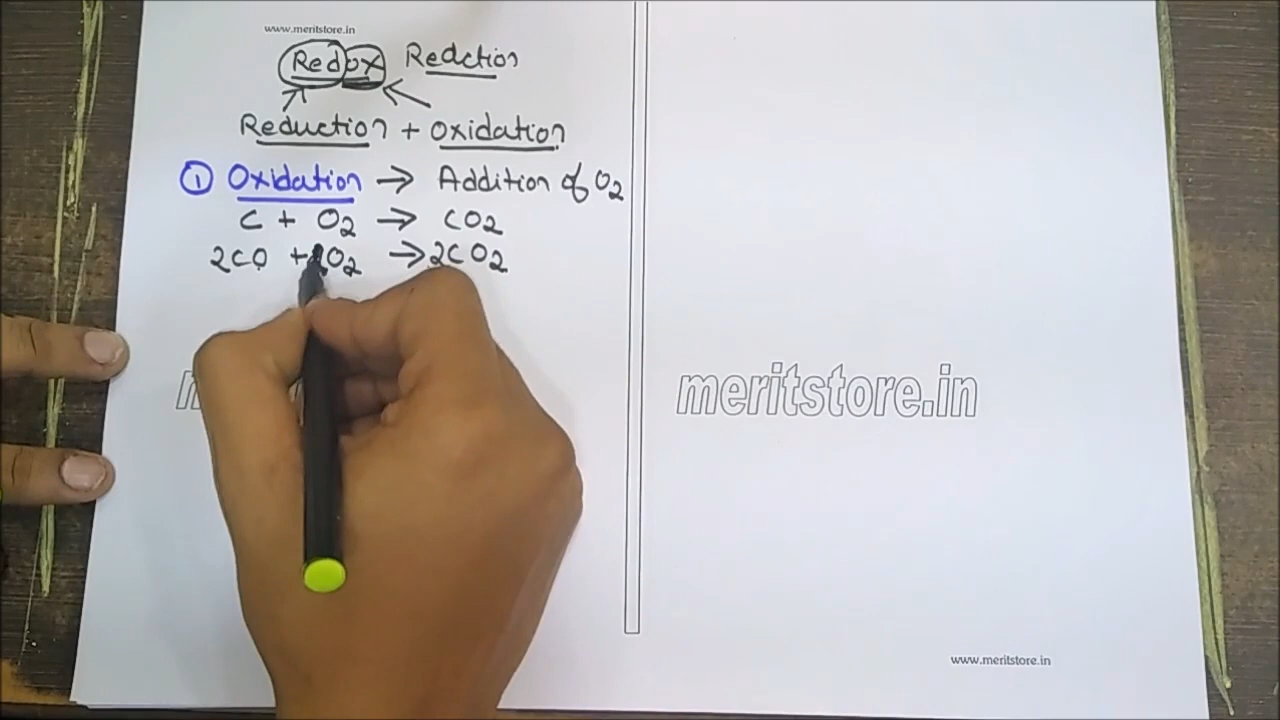 www.meritstore.in
Redox Reaction
Reduction + Oxidation
① Oxidation → Addition of O2
C + O2 → CO2
2CO + O2 → 2CO2
meritstore.in
www.meritstore.in